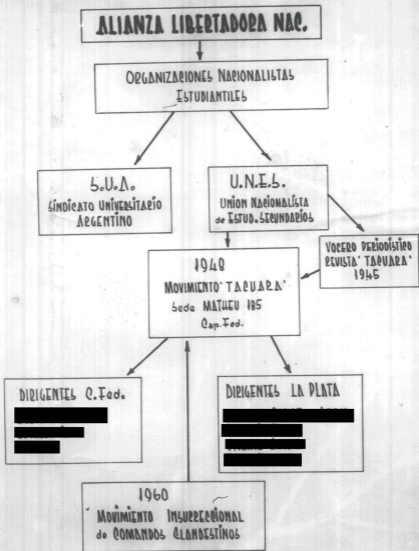 ALIANZA LIBERTADORA NAC.
ORGANIZACIONES NACIONALISTAS
ESTUDIANTILES
S.U.A.
SINDICATO UNIVERSITARIO
ARGENTINO
U.N.E.S.
UNION NACIONALISTA
de ESTUD. SECUNDARIOS
VOCERO PERIODÍSTICO
REVISTA "TACUARA"
1945
1948
MOVIMIENTO "TACUARA"
Sede MATHEU 185
Cap. Fed.
DIRIGENTES C. Fed.
DIRIGENTES LA PLATA
1960
MOVIMIENTO INSURRECCIONAL
de COMANDOS CLANDESTINOS